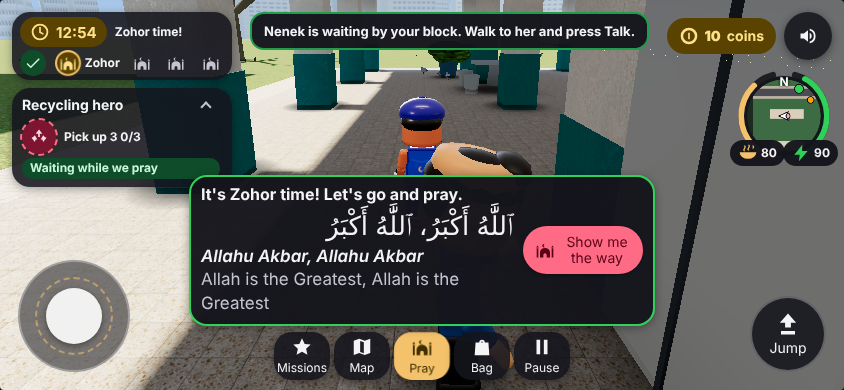 12:54
Zohor time!
Zohor
Nenek is waiting by your block. Walk to her and press Talk.
10 coins
Recycling hero
Pick up 3 0/3
Waiting while we pray
N
80
90
It's Zohor time! Let's go and pray.
ٱللَّهُ أَكْبَرُ، ٱللَّهُ أَكْبَرُ
Allahu Akbar, Allahu Akbar
Allah is the Greatest, Allah is the
Greatest
Show me
the way
Jump
Missions
Map
Pray
Bag
Pause